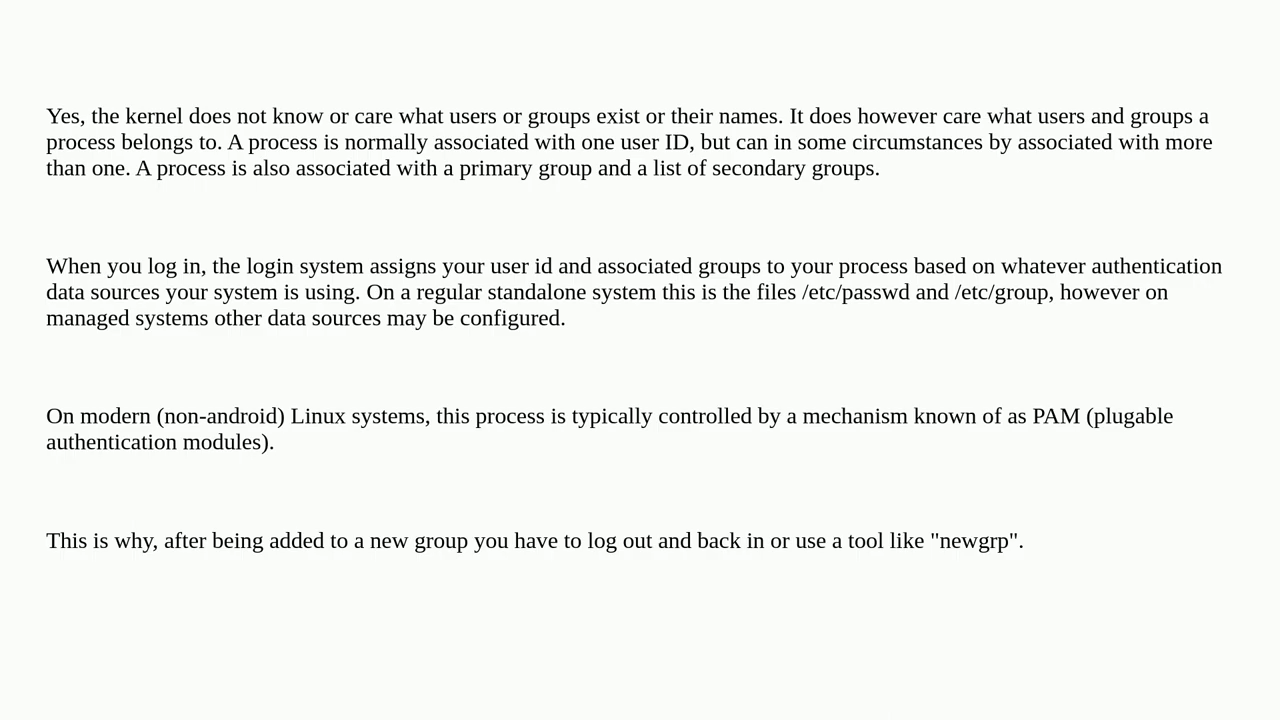 Yes, the kernel does not know or care what users or groups exist or their names. It does however care what users and groups a
process belongs to. A process is normally associated with one user ID, but can in some circumstances by associated with more
than one. A process is also associated with a primary group and a list of secondary groups.
When you log in, the login system assigns your user id and associated groups to your process based on whatever authentication
data sources your system is using. On a regular standalone system this is the files /etc/passwd and /etc/group, however on
managed systems other data sources may be configured.
On modern (non-android) Linux systems, this process is typically controlled by a mechanism known of as PAM (plugable
authentication modules).
This is why, after being added to a new group you have to log out and back in or use a tool like "newgrp".